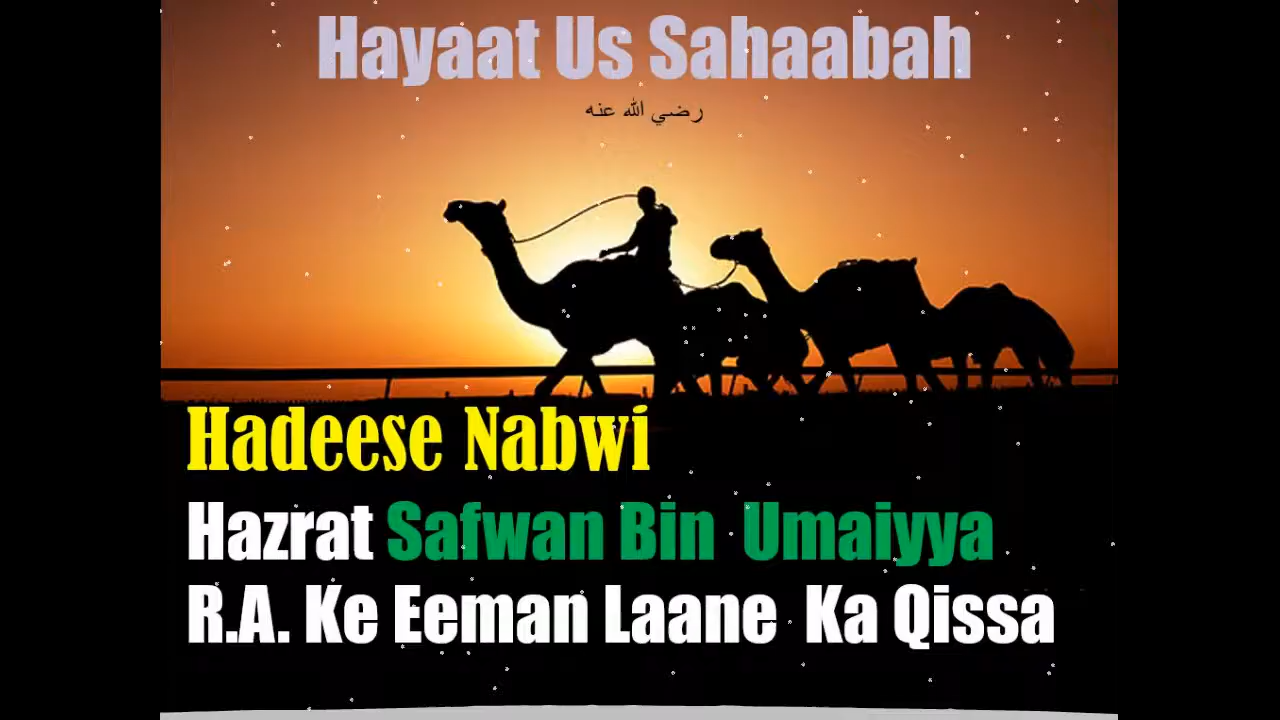 Hayaat Us Sahaabah
رضي الله عنه
Hadeese Nabwi
Hazrat Safwan Bin Umaiyya
R.A. Ke Eeman Laane Ka Qissa